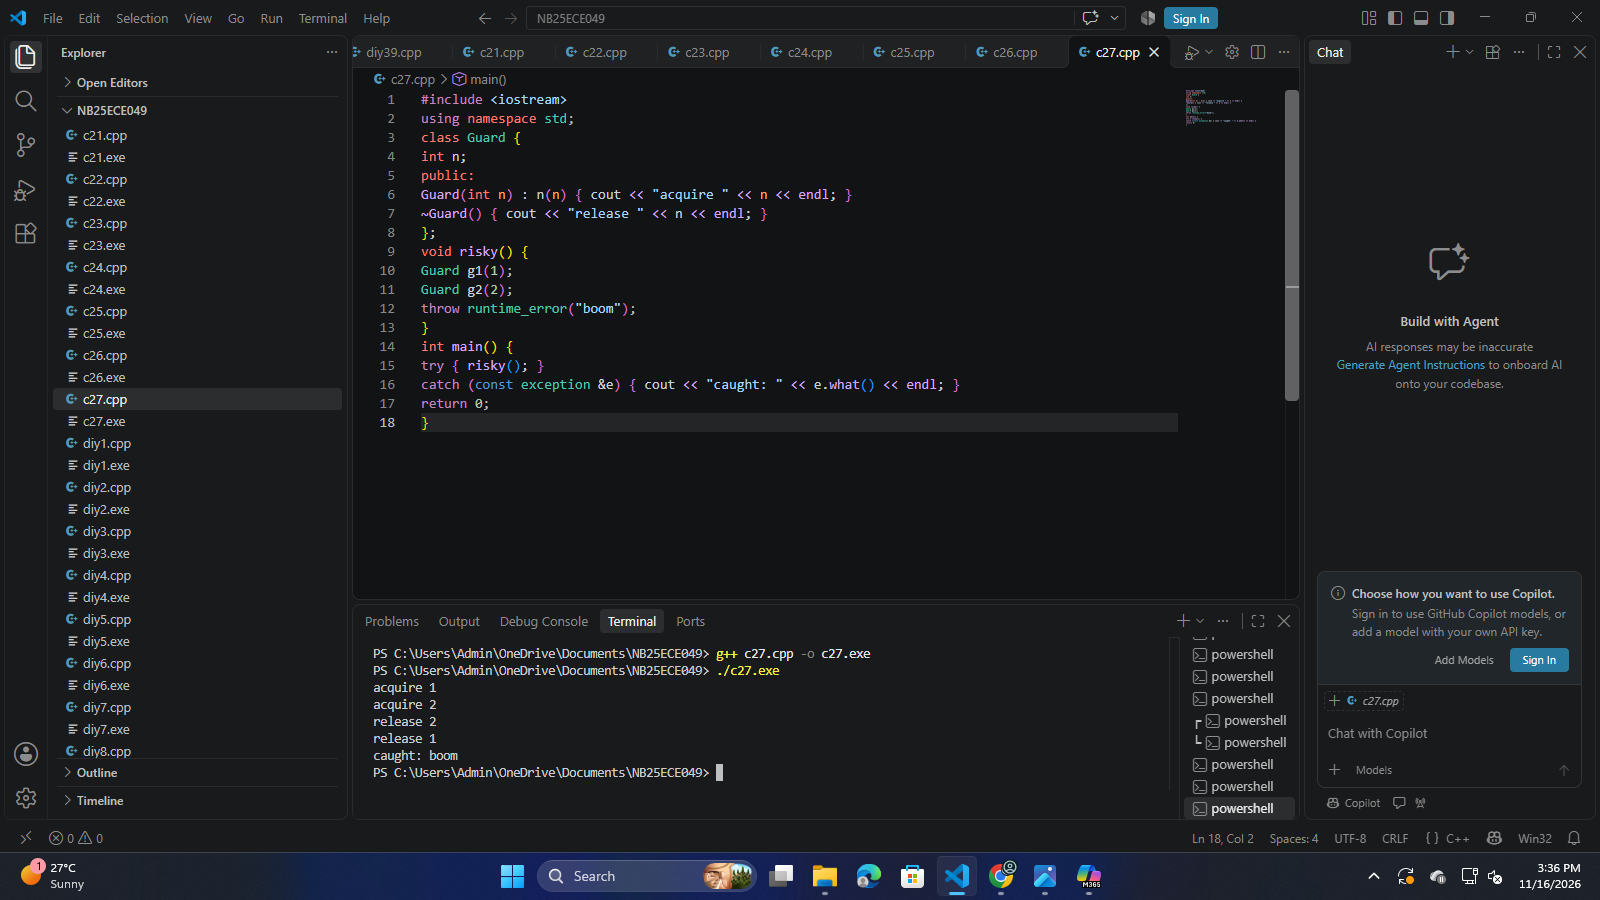 File Edit Selection View Go Run Terminal Help
NB25ECE049
Sign In
Explorer
Open Editors
NB25ECE049
c21.cpp
c21.exe
c22.cpp
c22.exe
c23.cpp
c23.exe
c24.cpp
c24.exe
c25.cpp
c25.exe
c26.cpp
c26.exe
c27.cpp
c27.exe
diy1.cpp
diy1.exe
diy2.cpp
diy2.exe
diy3.cpp
diy3.exe
diy4.cpp
diy4.exe
diy5.cpp
diy5.exe
diy6.cpp
diy6.exe
diy7.cpp
diy7.exe
diy8.cpp
Outline
Timeline
diy39.cpp c21.cpp c22.cpp c23.cpp c24.cpp c25.cpp c26.cpp c27.cpp
c27.cpp > main()
1 #include <iostream>
2 using namespace std;
3 class Guard {
4 int n;
5 public:
6 Guard(int n) : n(n) { cout << "acquire " << n << endl; }
7 ~Guard() { cout << "release " << n << endl; }
8 };
9 void risky() {
10 Guard g1(1);
11 Guard g2(2);
12 throw runtime_error("boom");
13 }
14 int main() {
15 try { risky(); }
16 catch (const exception &e) { cout << "caught: " << e.what() << endl; }
17 return 0;
18 }
Problems Output Debug Console Terminal Ports
PS C:\Users\Admin\OneDrive\Documents\NB25ECE049> g++ c27.cpp -o c27.exe
PS C:\Users\Admin\OneDrive\Documents\NB25ECE049> ./c27.exe
acquire 1
acquire 2
release 2
release 1
caught: boom
PS C:\Users\Admin\OneDrive\Documents\NB25ECE049>
powershell
powershell
powershell
powershell
powershell
powershell
powershell
powershell
Chat
Build with Agent
AI responses may be inaccurate
Generate Agent Instructions to onboard AI
onto your codebase.
Choose how you want to use Copilot.
Sign in to use GitHub Copilot models, or
add a model with your own API key.
Add Models Sign In
c27.cpp
Chat with Copilot
Models
Copilot
0 0
Ln 18, Col 2 Spaces: 4 UTF-8 CRLF { } C++ Win32
1
27°C
Sunny
Search
M365
3:36 PM
11/16/2026